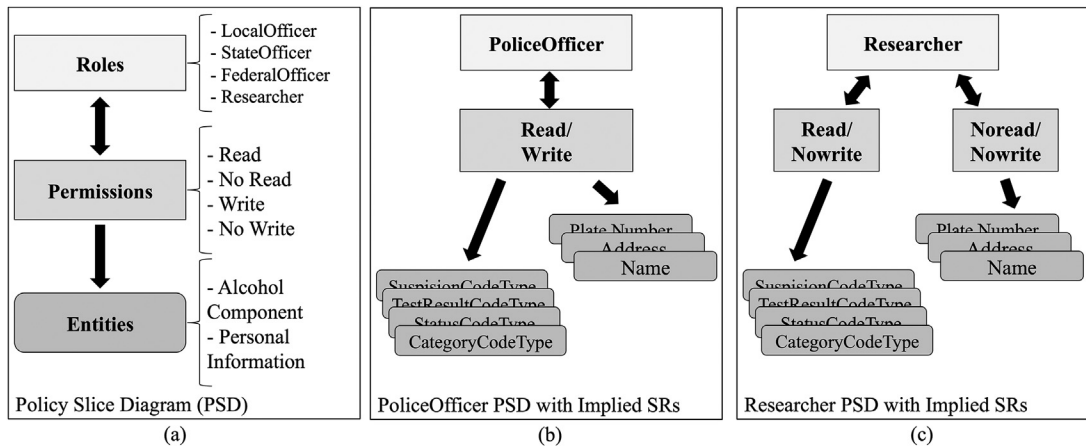 Roles
- LocalOfficer
- StateOfficer
- FederalOfficer
- Researcher
Permissions
- Read
- No Read
- Write
- No Write
Entities
- Alcohol
Component
- Personal
Information
Policy Slice Diagram (PSD)
(a)
PoliceOfficer
Read/
Write
Plate Number
Address
Name
SuspisionCodeType
TestResultCodeType
StatusCodeType
CategoryCodeType
PoliceOfficer PSD with Implied SRs
(b)
Researcher
Read/
Nowrite
Noread/
Nowrite
Plate Number
Address
Name
SuspisionCodeType
TestResultCodeType
StatusCodeType
CategoryCodeType
Researcher PSD with Implied SRs
(c)